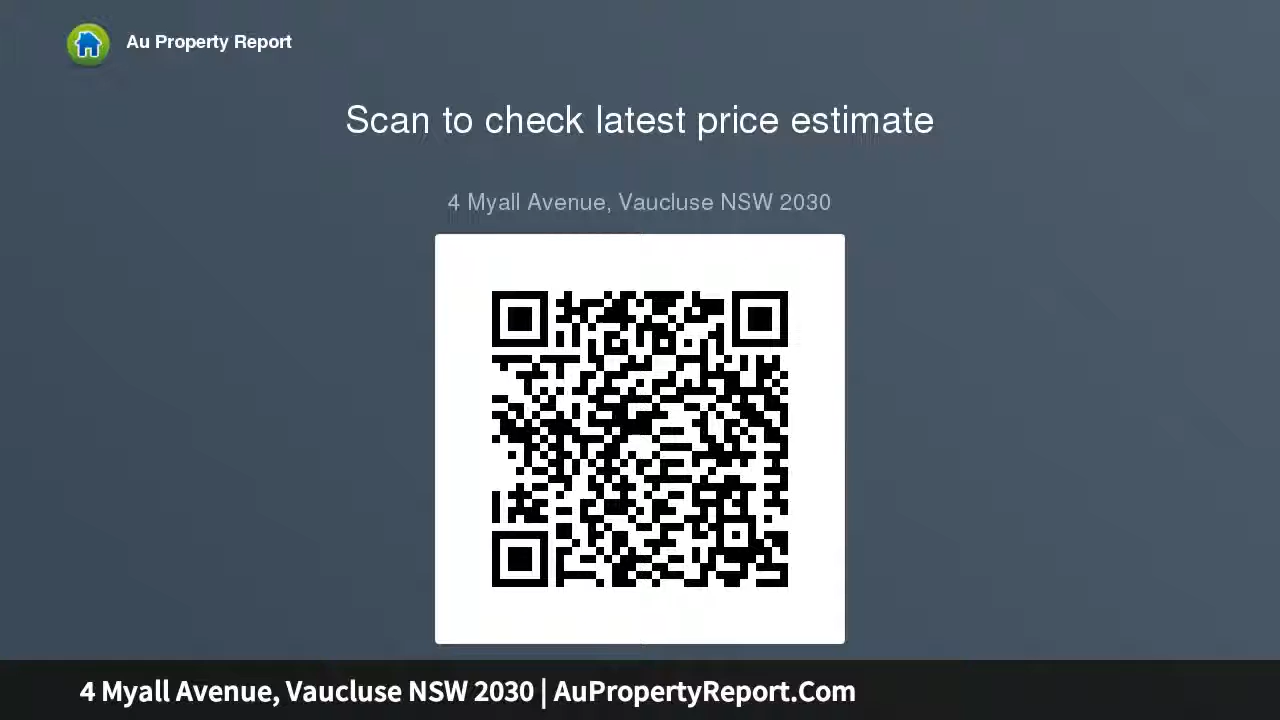 Au Property Report
Scan to check latest price estimate
4 Myall Avenue, Vaucluse NSW 2030
4 Myall Avenue, Vaucluse NSW 2030 | AuPropertyReport.Com